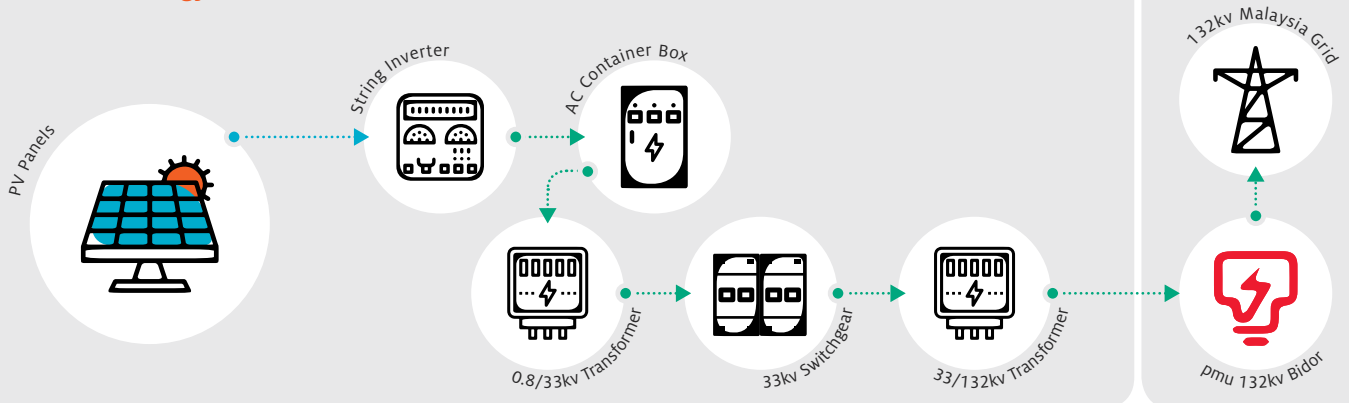 PV Panels
String Inverter
AC Container Box
0.8/33kv Transformer
33kv Switchgear
33/132kv Transformer
132kv Malaysia Grid
pmu 132kv Bidor